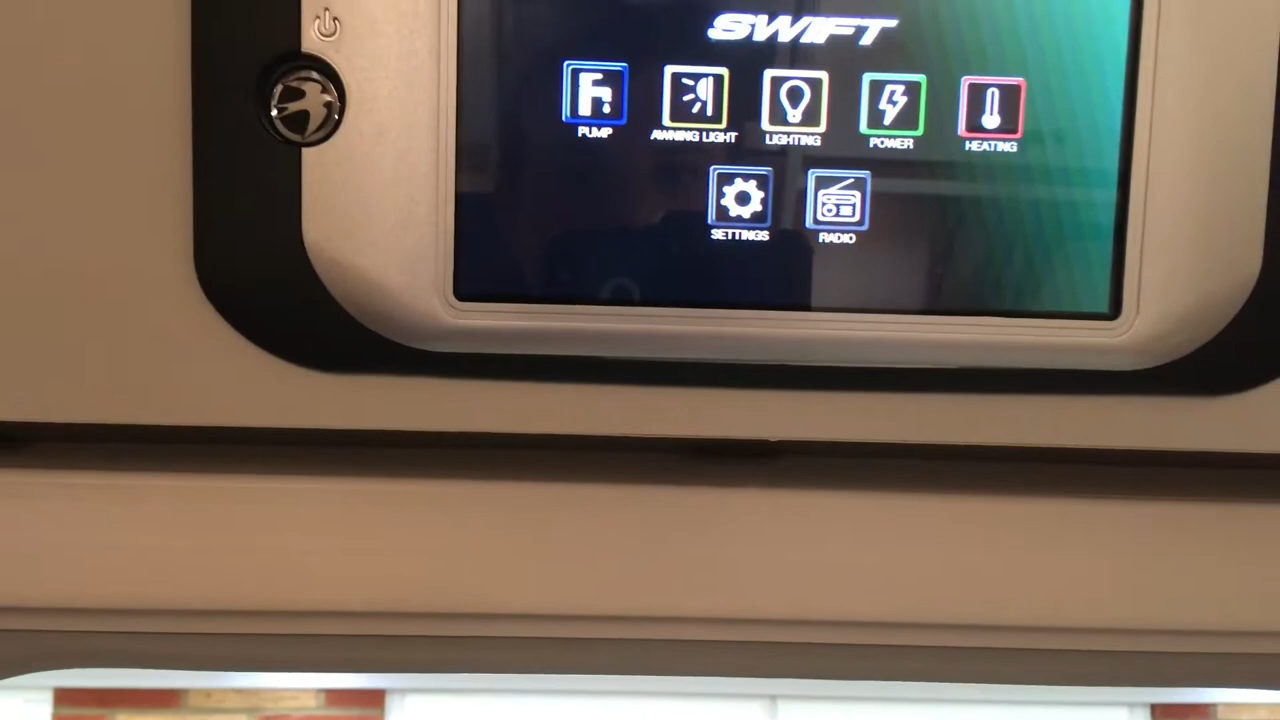 SWIFT
PUMP
AWNING LIGHT
LIGHTING
POWER
HEATING
SETTINGS
RADIO